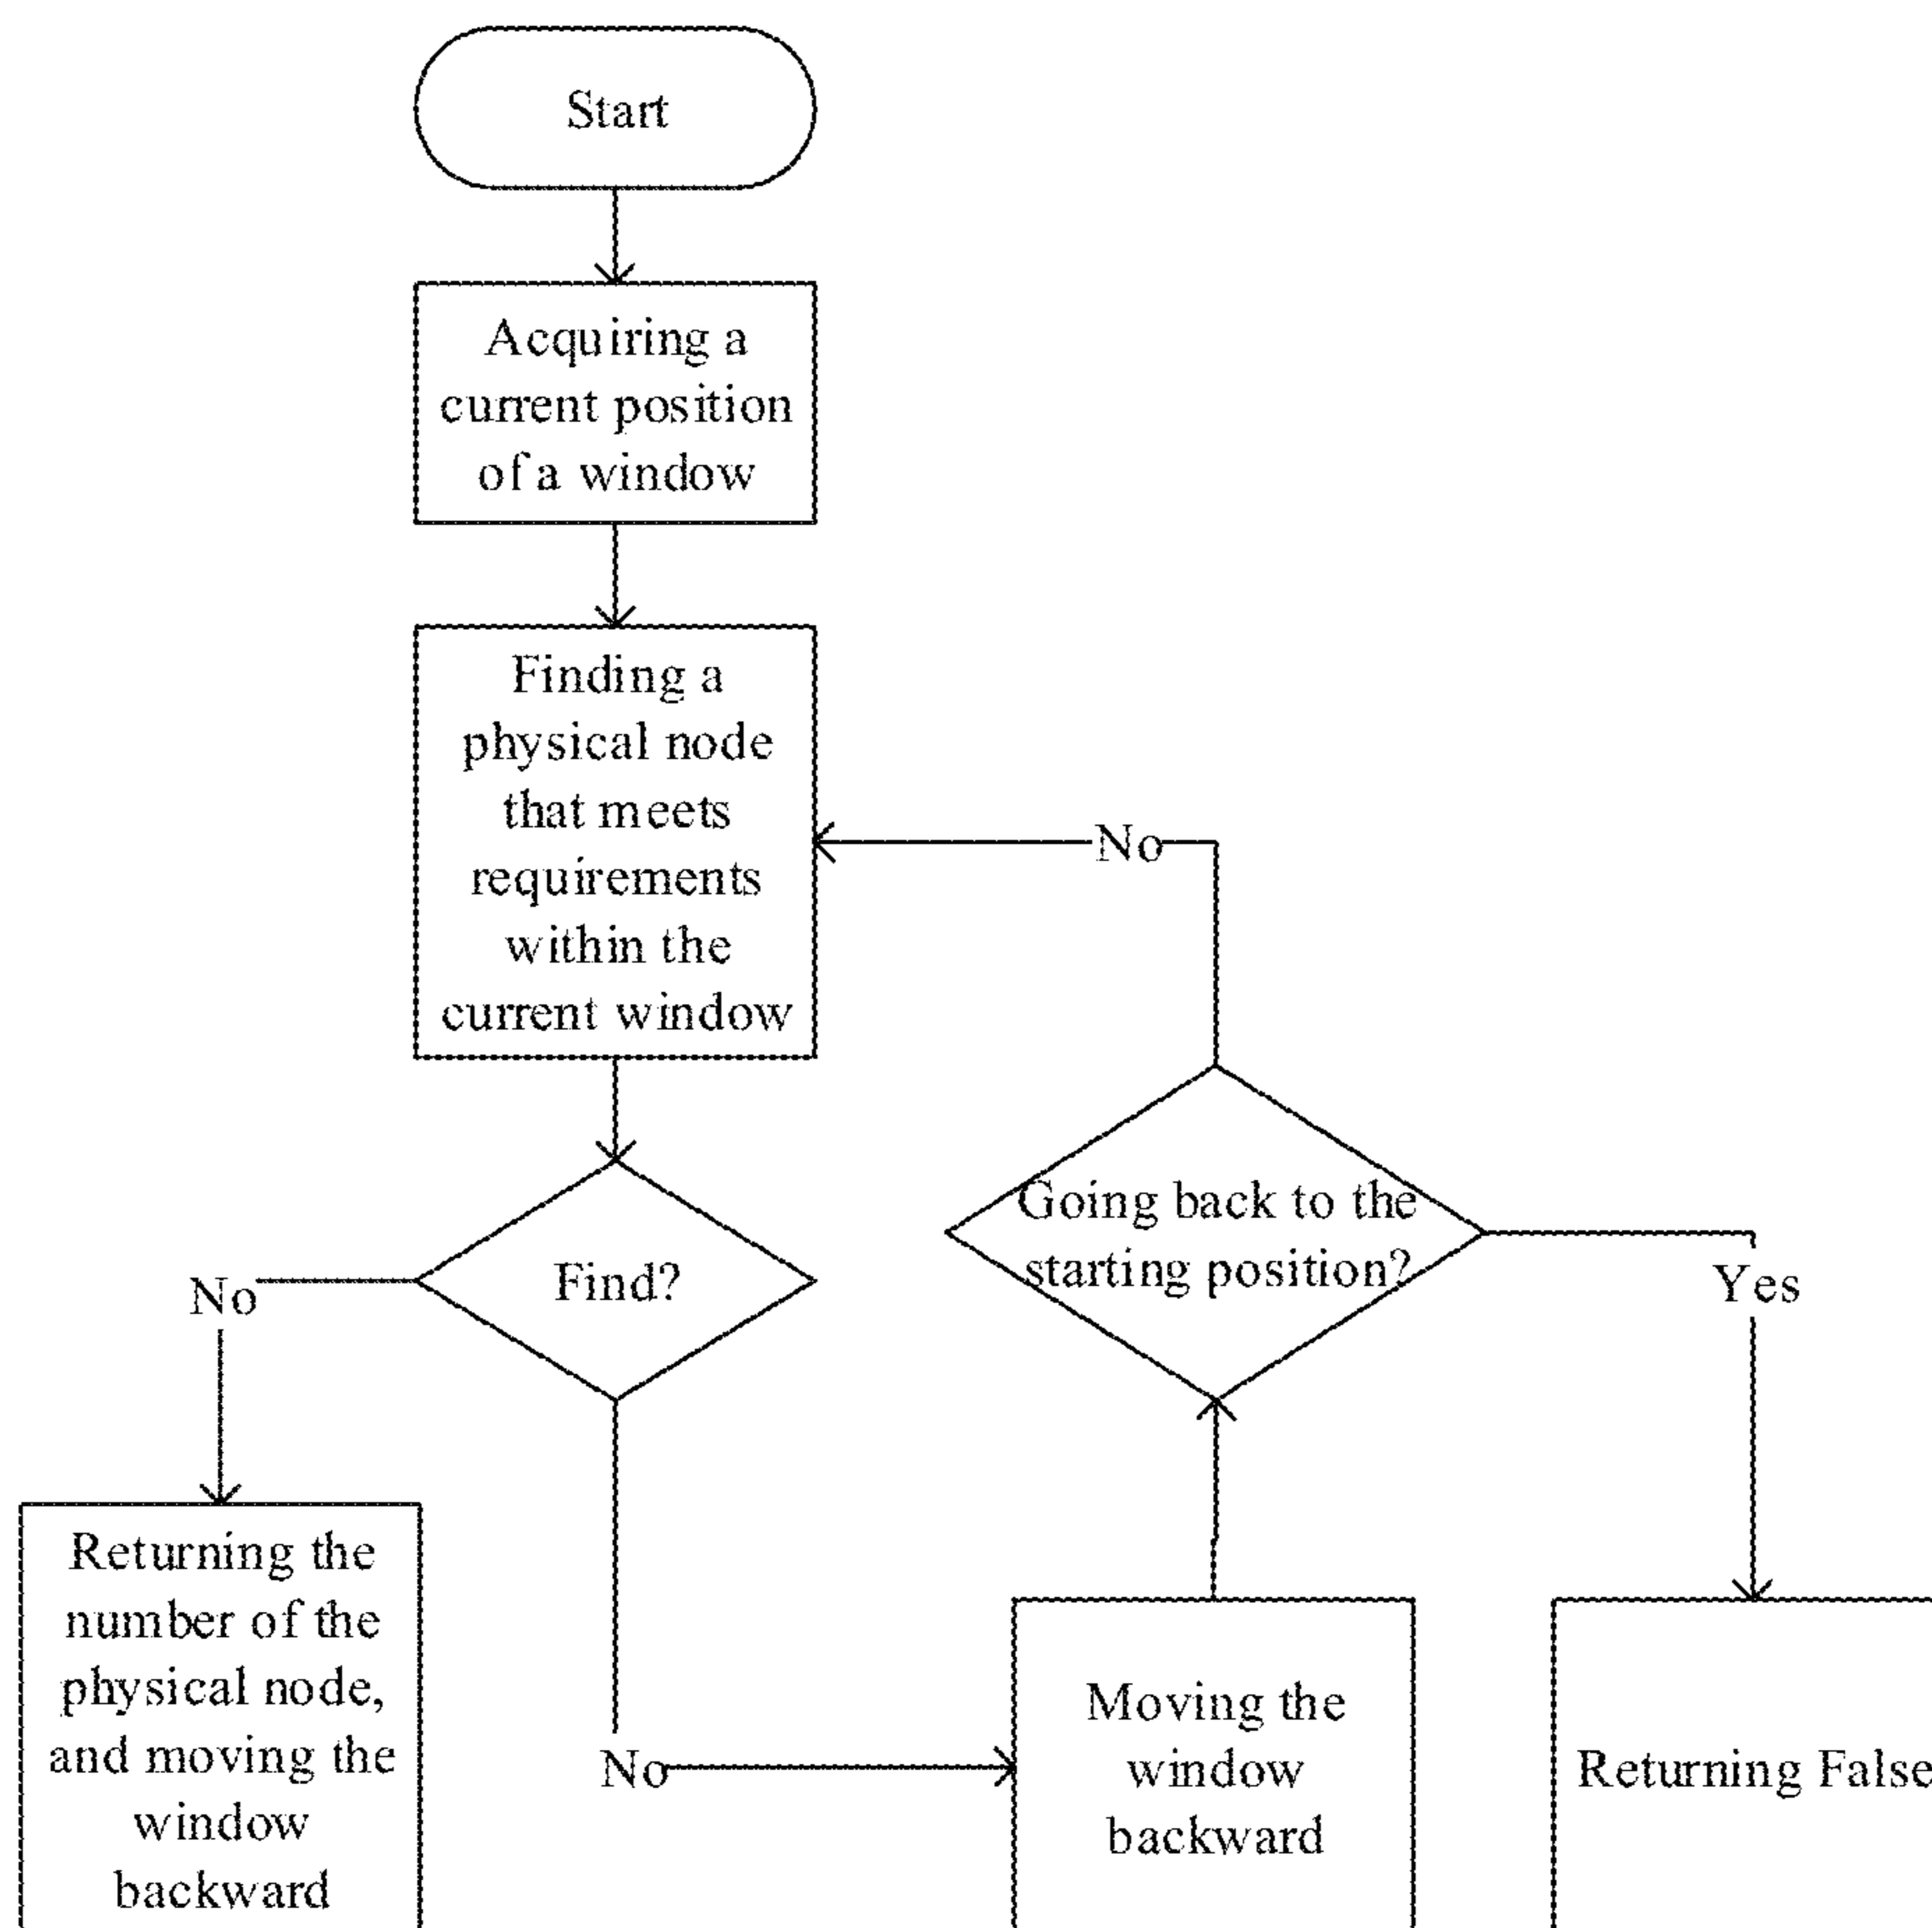 Start
Acquiring a
current position
of a window
Finding a
physical node
that meets
requirements
within the
current window
No
Going back to the
starting position?
Find?
No
Yes
Returning the
number of the
physical node,
and moving the
window
backward
No
Moving the
window
backward
Returning False